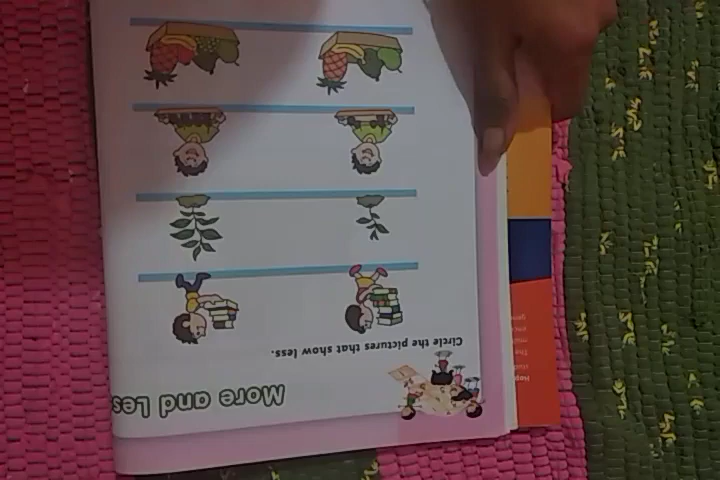 More and Les
Circle the pictures that show less.